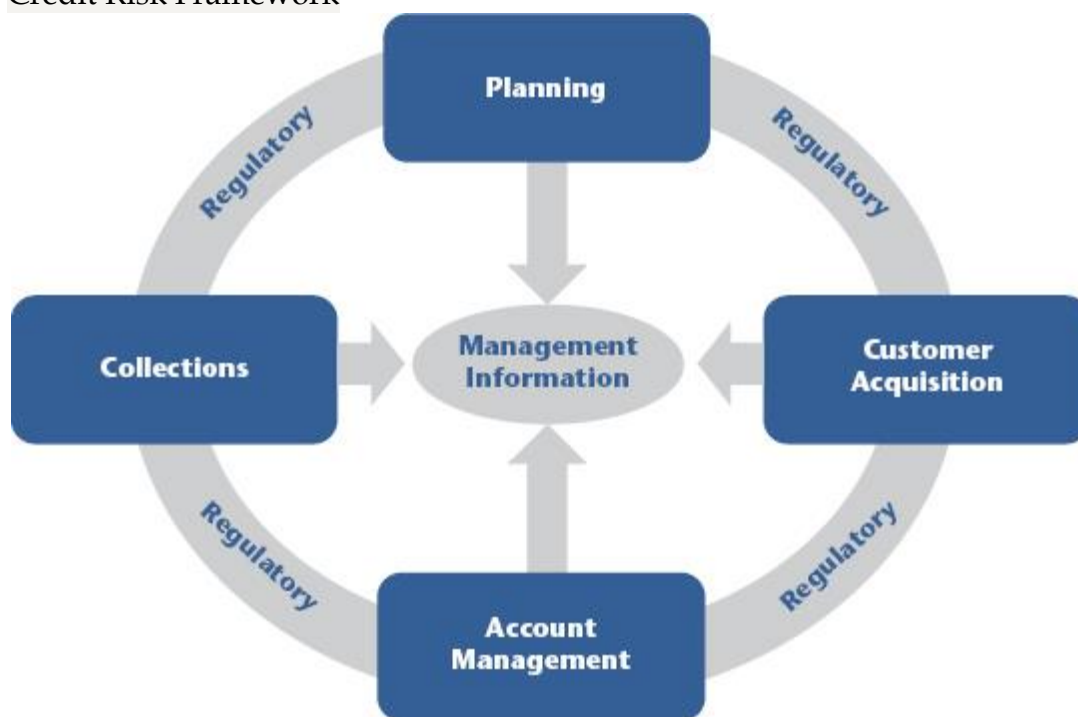 Credit Risk Framework
Planning
Regulatory
Regulatory
Collections
Management
Information
Customer
Acquisition
Regulatory
Regulatory
Account
Management